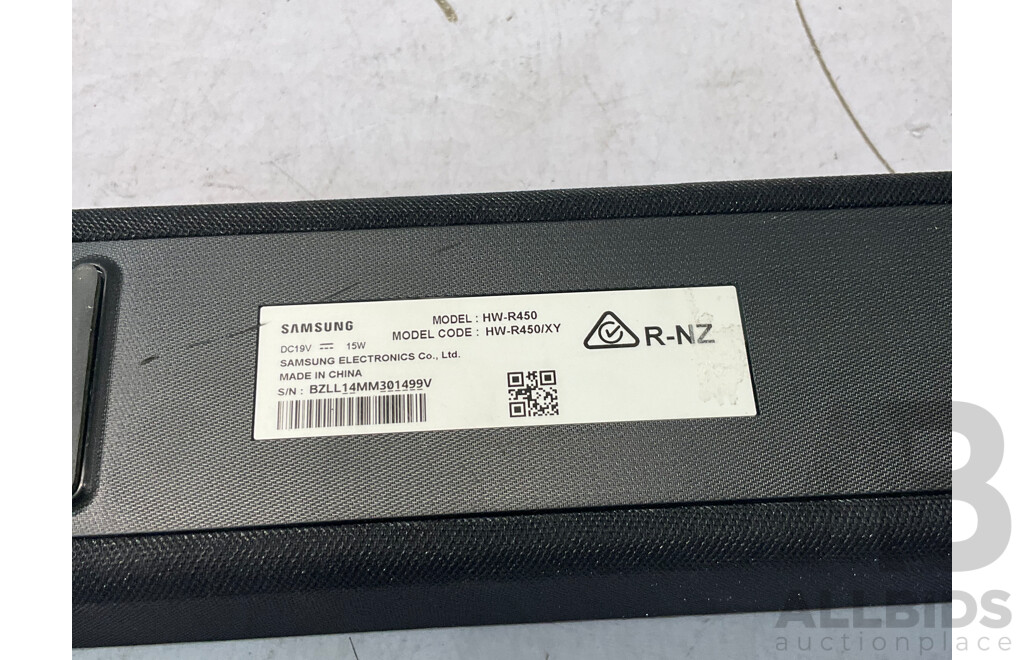 SAMSUNG
MODEL : HW-R450
MODEL CODE : HW-R450/XY
DC19V ⎓ 15W
SAMSUNG ELECTRONICS Co., Ltd.
MADE IN CHINA
S/N : BZLL14MM301499V
R-NZ
ALLBIDS
auctionplace